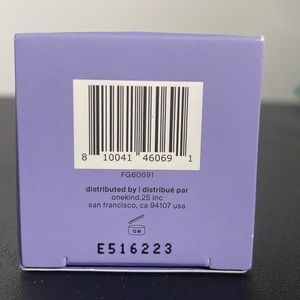 8 10041 46069 1
FG60691
distributed by | distribué par
onekind.25 inc
san francisco, ca 94107 usa
12 M
E516223